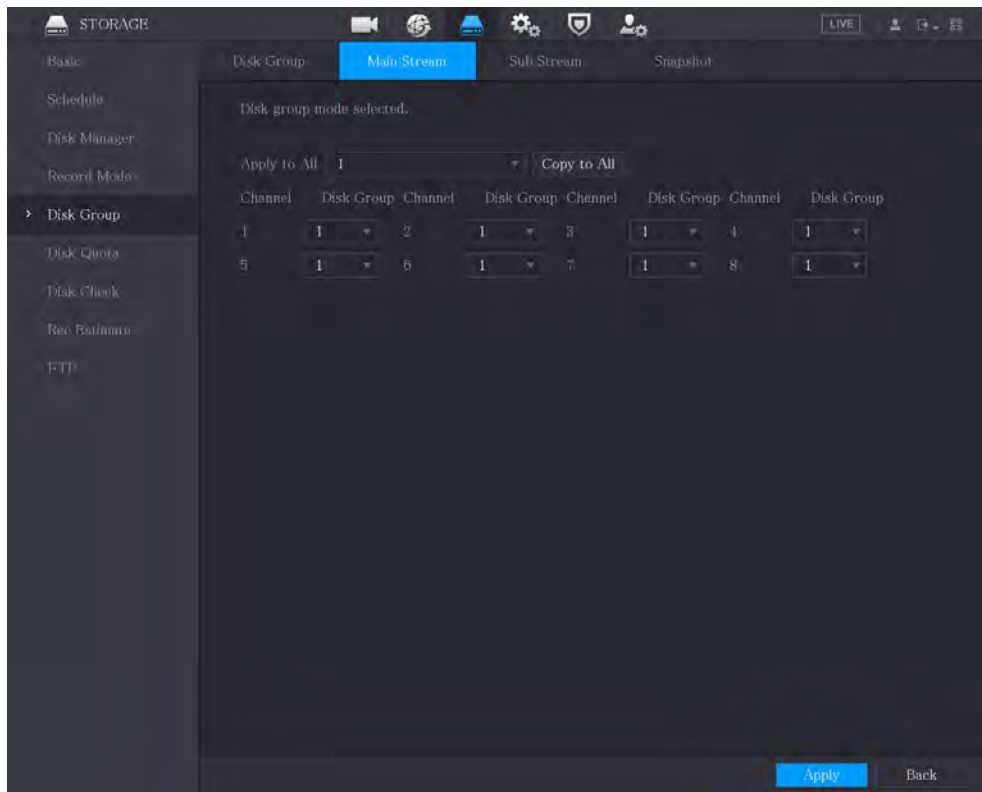 STORAGE LIVE
Basic Disk Group Main Stream Sub Stream Snapshot
Schedule
Disk group mode selected.
Disk Manager
Apply to All 1 Copy to All
Record Mode
Channel Disk Group Channel Disk Group Channel Disk Group Channel Disk Group
Disk Group
1 1 2 1 3 1 4 1
Disk Quota
5 1 6 1 7 1 8 1
Disk Check
Rec Estimate
FTP
Apply Back